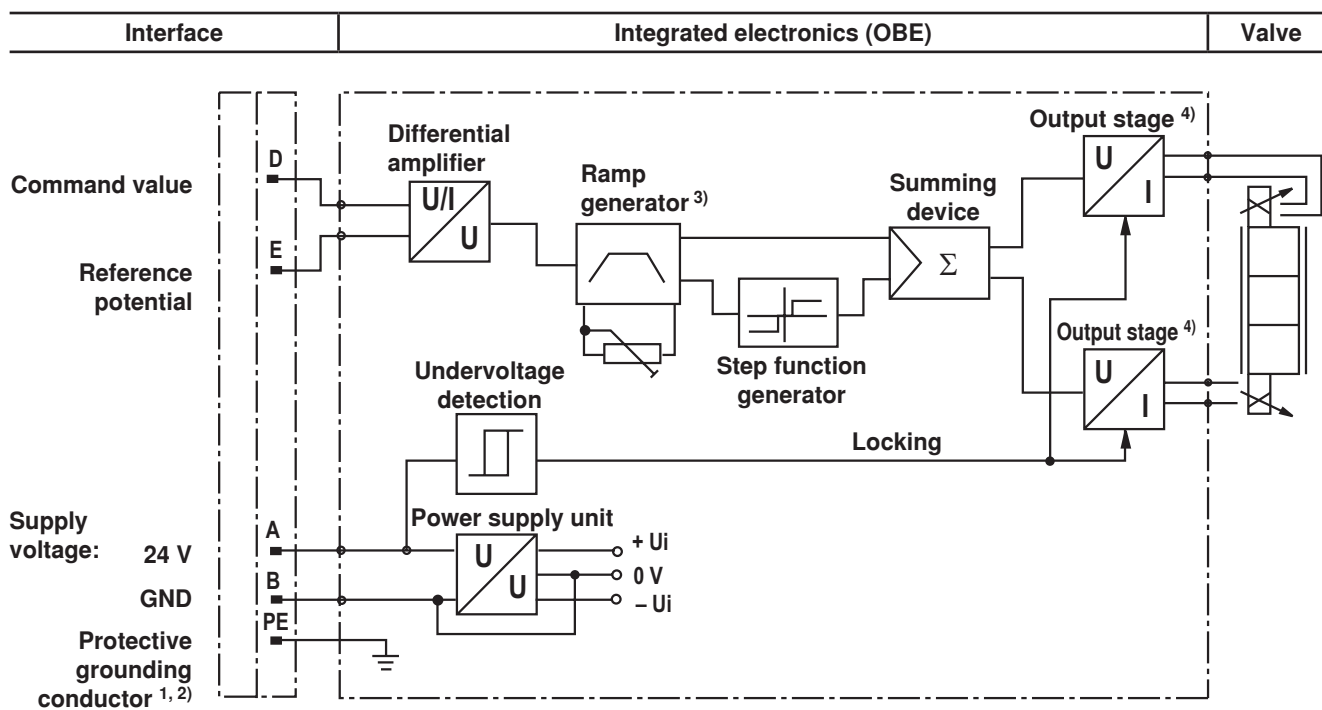 Interface
Integrated electronics (OBE)
Valve
Command value
D
Reference
potential
E
Differential
amplifier
U/I
U
Ramp
generator 3)
Step function
generator
Summing
device
Σ
Output stage 4)
U
I
Output stage 4)
U
I
Undervoltage
detection
Locking
Supply
voltage:
24 V
A
GND
B
PE
Protective
grounding
conductor 1, 2)
Power supply unit
U
U
+ Ui
0 V
– Ui